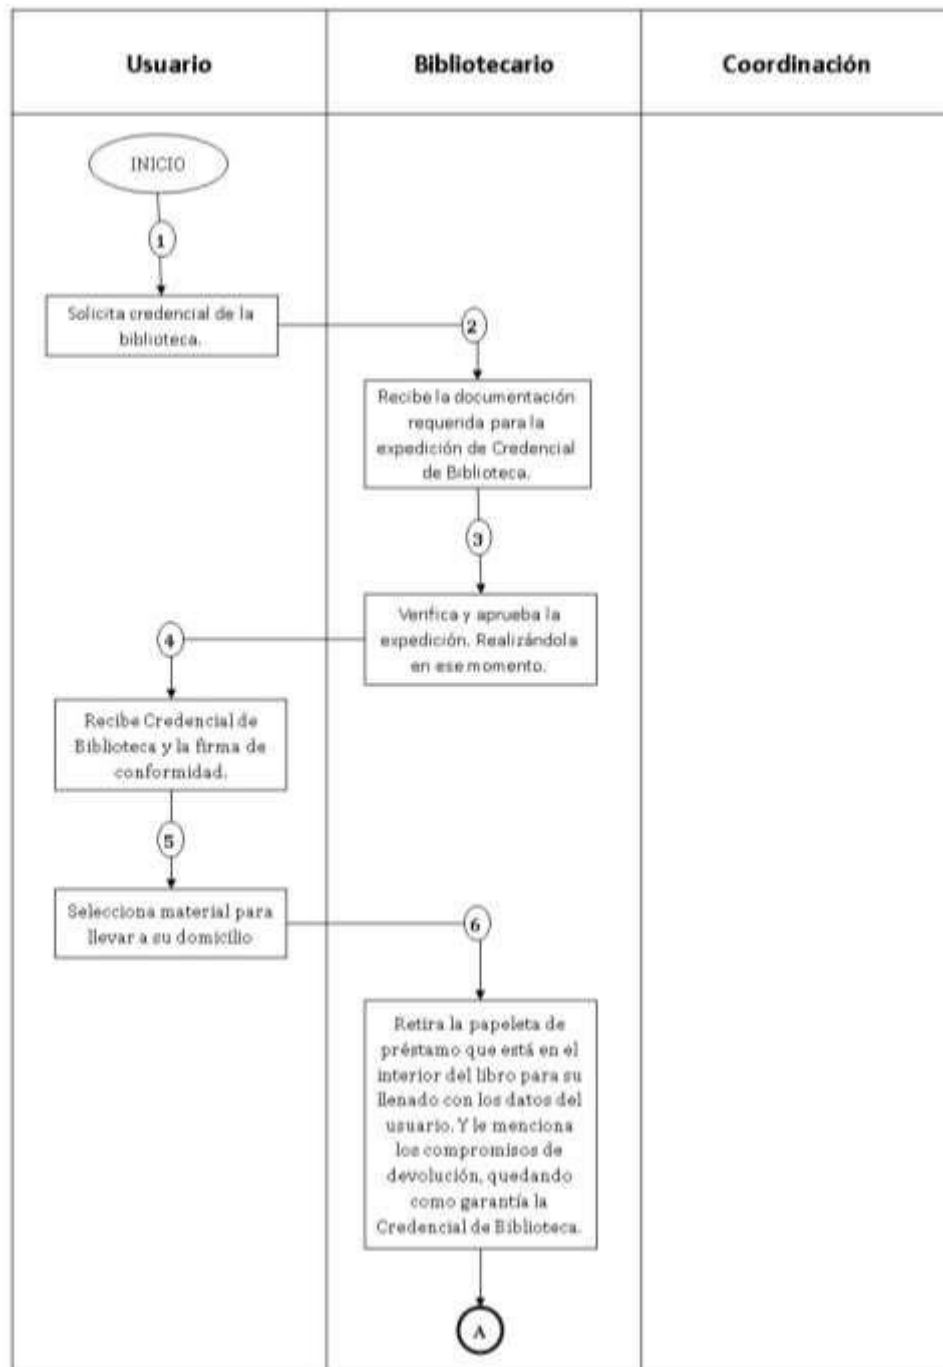 Usuario
Bibliotecario
Coordinación
INICIO
1
Solicita credencial de la
biblioteca.
2
Recibe la documentación
requerida para la
expedición de Credencial
de Biblioteca.
3
Verifica y aprueba la
expedición. Realizándola
en ese momento.
4
Recibe Credencial de
Biblioteca y la firma de
conformidad.
5
Selecciona material para
llevar a su domicilio
6
Retira la papeleta de
préstamo que está en el
interior del libro para su
llenado con los datos del
usuario. Y le menciona
los compromisos de
devolución, quedando
como garantía la
Credencial de Biblioteca.
A